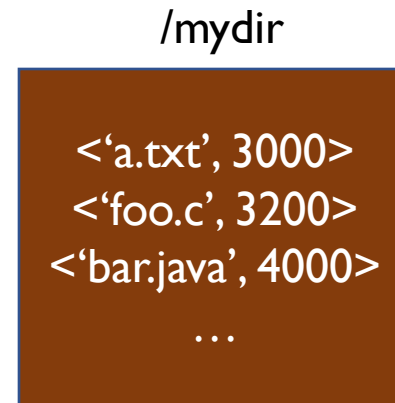 /mydir
<‘a.txt’, 3000>
<‘foo.c’, 3200>
<‘bar.java’, 4000>
…